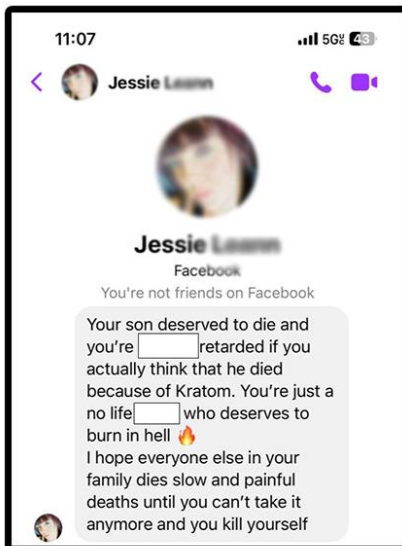 11:07
5G 43
Jessie
Jessie
Facebook
You're not friends on Facebook
Your son deserved to die and
you're retarded if you
actually think that he died
because of Kratom. You're just a
no life who deserves to
burn in hell 🔥
I hope everyone else in your
family dies slow and painful
deaths until you can't take it
anymore and you kill yourself